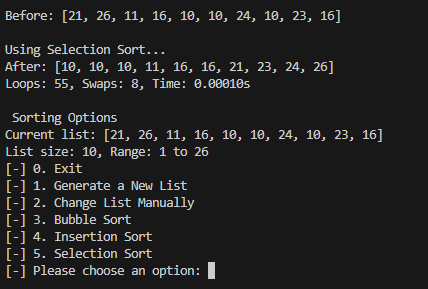 Before: [21, 26, 11, 16, 10, 10, 24, 10, 23, 16]
Using Selection Sort...
After: [10, 10, 10, 11, 16, 16, 21, 23, 24, 26]
Loops: 55, Swaps: 8, Time: 0.00010s
Sorting Options
Current list: [21, 26, 11, 16, 10, 10, 24, 10, 23, 16]
List size: 10, Range: 1 to 26
[-] 0. Exit
[-] 1. Generate a New List
[-] 2. Change List Manually
[-] 3. Bubble Sort
[-] 4. Insertion Sort
[-] 5. Selection Sort
[-] Please choose an option: